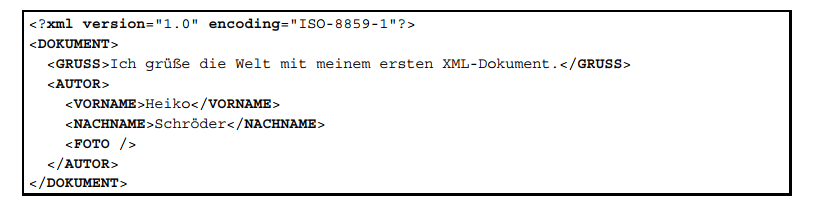 <?xml version="1.0" encoding="ISO-8859-1"?>
<DOKUMENT>
  <GRUSS>Ich grüße die Welt mit meinem ersten XML-Dokument.</GRUSS>
  <AUTOR>
    <VORNAME>Heiko</VORNAME>
    <NACHNAME>Schröder</NACHNAME>
    <FOTO />
  </AUTOR>
</DOKUMENT>